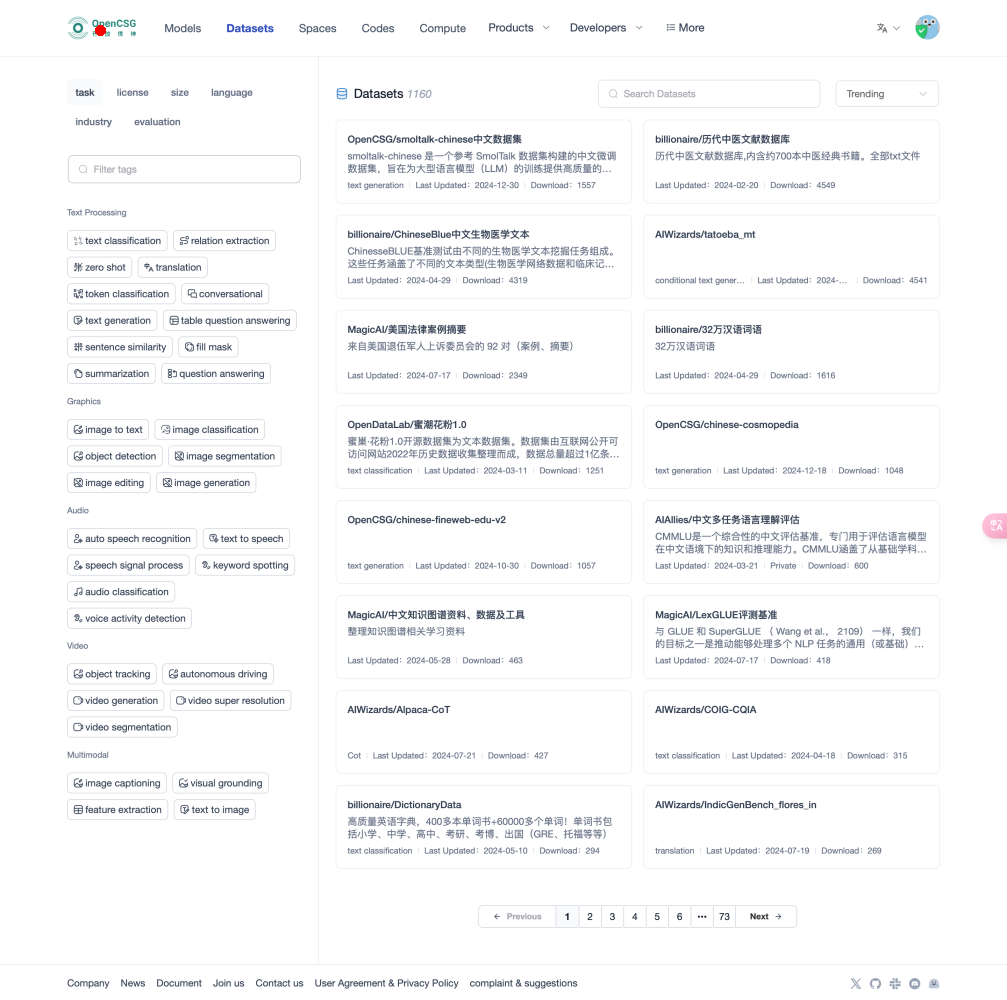 OpenCSG
Models
Datasets
Spaces
Codes
Compute
Products
Developers
More
task
license
size
language
industry
evaluation
Filter tags
Text Processing
text classification
relation extraction
zero shot
translation
token classification
conversational
text generation
table question answering
sentence similarity
fill mask
summarization
question answering
Graphics
image to text
image classification
object detection
image segmentation
image editing
image generation
Audio
auto speech recognition
text to speech
speech signal process
keyword spotting
audio classification
voice activity detection
Video
object tracking
autonomous driving
video generation
video super resolution
video segmentation
Multimodal
image captioning
visual grounding
feature extraction
text to image
Datasets 1160
Search Datasets
Trending
OpenCSG/smoltalk-chinese中文数据集
smoltalk-chinese 是一个参考 SmolTalk 数据集构建的中文微调
数据集，旨在为大型语言模型（LLM）的训练提供高质量的...
text generation Last Updated：2024-12-30 Download：1557
billionaire/历代中医文献数据库
历代中医文献数据库,内含约700本中医经典书籍。全部txt文件
Last Updated：2024-02-20 Download：4549
billionaire/ChineseBlue中文生物医学文本
ChinesseBLUE基准测试由不同的生物医学文本挖掘任务组成。
这些任务涵盖了不同的文本类型(生物医学网络数据和临床记...
Last Updated：2024-04-29 Download：4319
AIWizards/tatoeba_mt
conditional text gener... Last Updated：2024-... Download：4541
MagicAI/美国法律案例摘要
来自美国退伍军人上诉委员会的 92 对（案例、摘要）
Last Updated：2024-07-17 Download：2349
billionaire/32万汉语词语
32万汉语词语
Last Updated：2024-04-29 Download：1616
OpenDataLab/蜜潮花粉1.0
蜜巢·花粉1.0开源数据集为文本数据集。数据集由互联网公开可
访问网站2022年历史数据收集整理而成，数据总量超过1亿条...
text classification Last Updated：2024-03-11 Download：1251
OpenCSG/chinese-cosmopedia
text generation Last Updated：2024-12-18 Download：1048
OpenCSG/chinese-fineweb-edu-v2
text generation Last Updated：2024-10-30 Download：1057
AIAllies/中文多任务语言理解评估
CMMLU是一个综合性的中文评估基准，专门用于评估语言模型
在中文语境下的知识和推理能力。CMMLU涵盖了从基础学科...
Last Updated：2024-03-21 Private Download：600
MagicAI/中文知识图谱资料、数据及工具
整理知识图谱相关学习资料
Last Updated：2024-05-28 Download：463
MagicAI/LexGLUE评测基准
与 GLUE 和 SuperGLUE （ Wang et al.， 2109） 一样，我们
的目标之一是推动能够处理多个 NLP 任务的通用（或基础）...
Last Updated：2024-07-17 Download：418
AIWizards/Alpaca-CoT
Cot Last Updated：2024-07-21 Download：427
AIWizards/COIG-CQIA
text classification Last Updated：2024-04-18 Download：315
billionaire/DictionaryData
高质量英语字典，400多本单词书+60000多个单词！单词书包
括小学、中学、高中、考研、考博、出国（GRE、托福等等）
text classification Last Updated：2024-05-10 Download：294
AIWizards/IndicGenBench_flores_in
translation Last Updated：2024-07-19 Download：269
← Previous 1 2 3 4 5 6 ••• 73 Next →
Company News Document Join us Contact us User Agreement & Privacy Policy complaint & suggestions